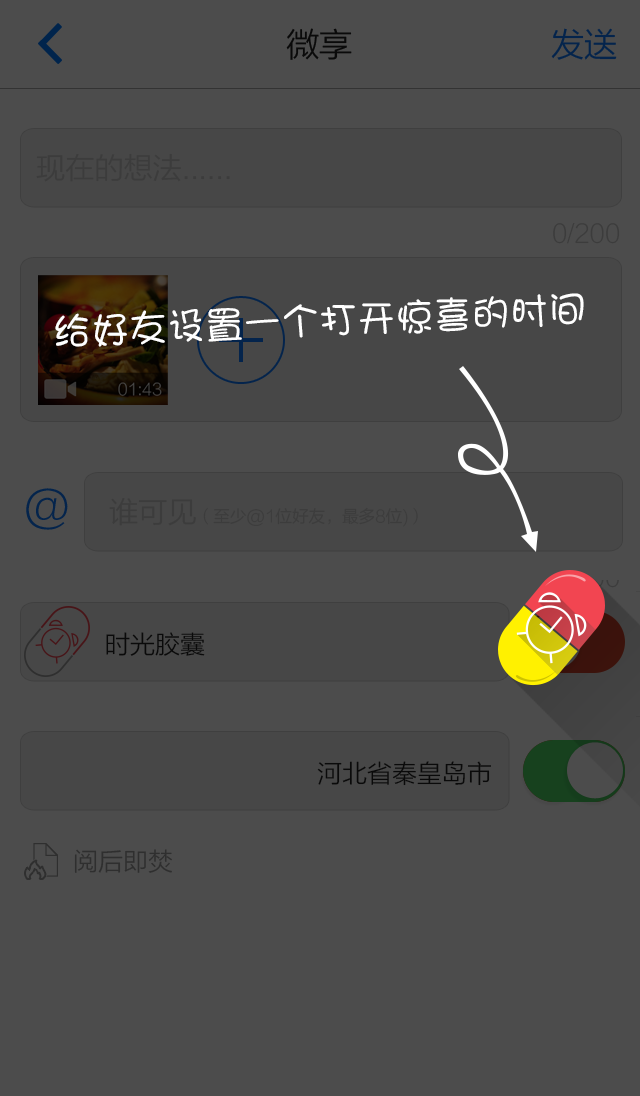 微享
发送
现在的想法......
0/200
给好友设置一个打开惊喜的时间
01:43
@
谁可见（至少@1位好友，最多8位)）
时光胶囊
河北省秦皇岛市
阅后即焚